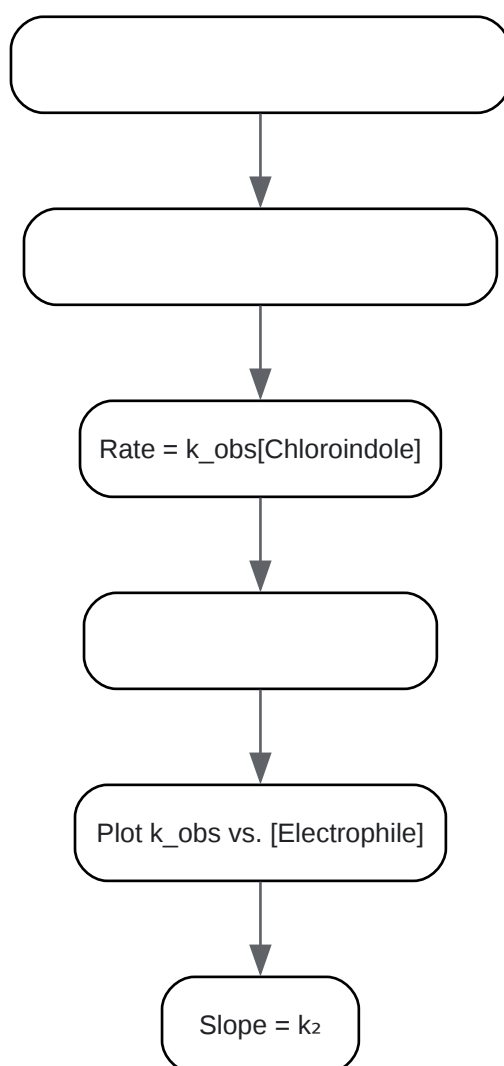 Rate = k_obs[Chloroindole]
Plot k_obs vs. [Electrophile]
Slope = k₂